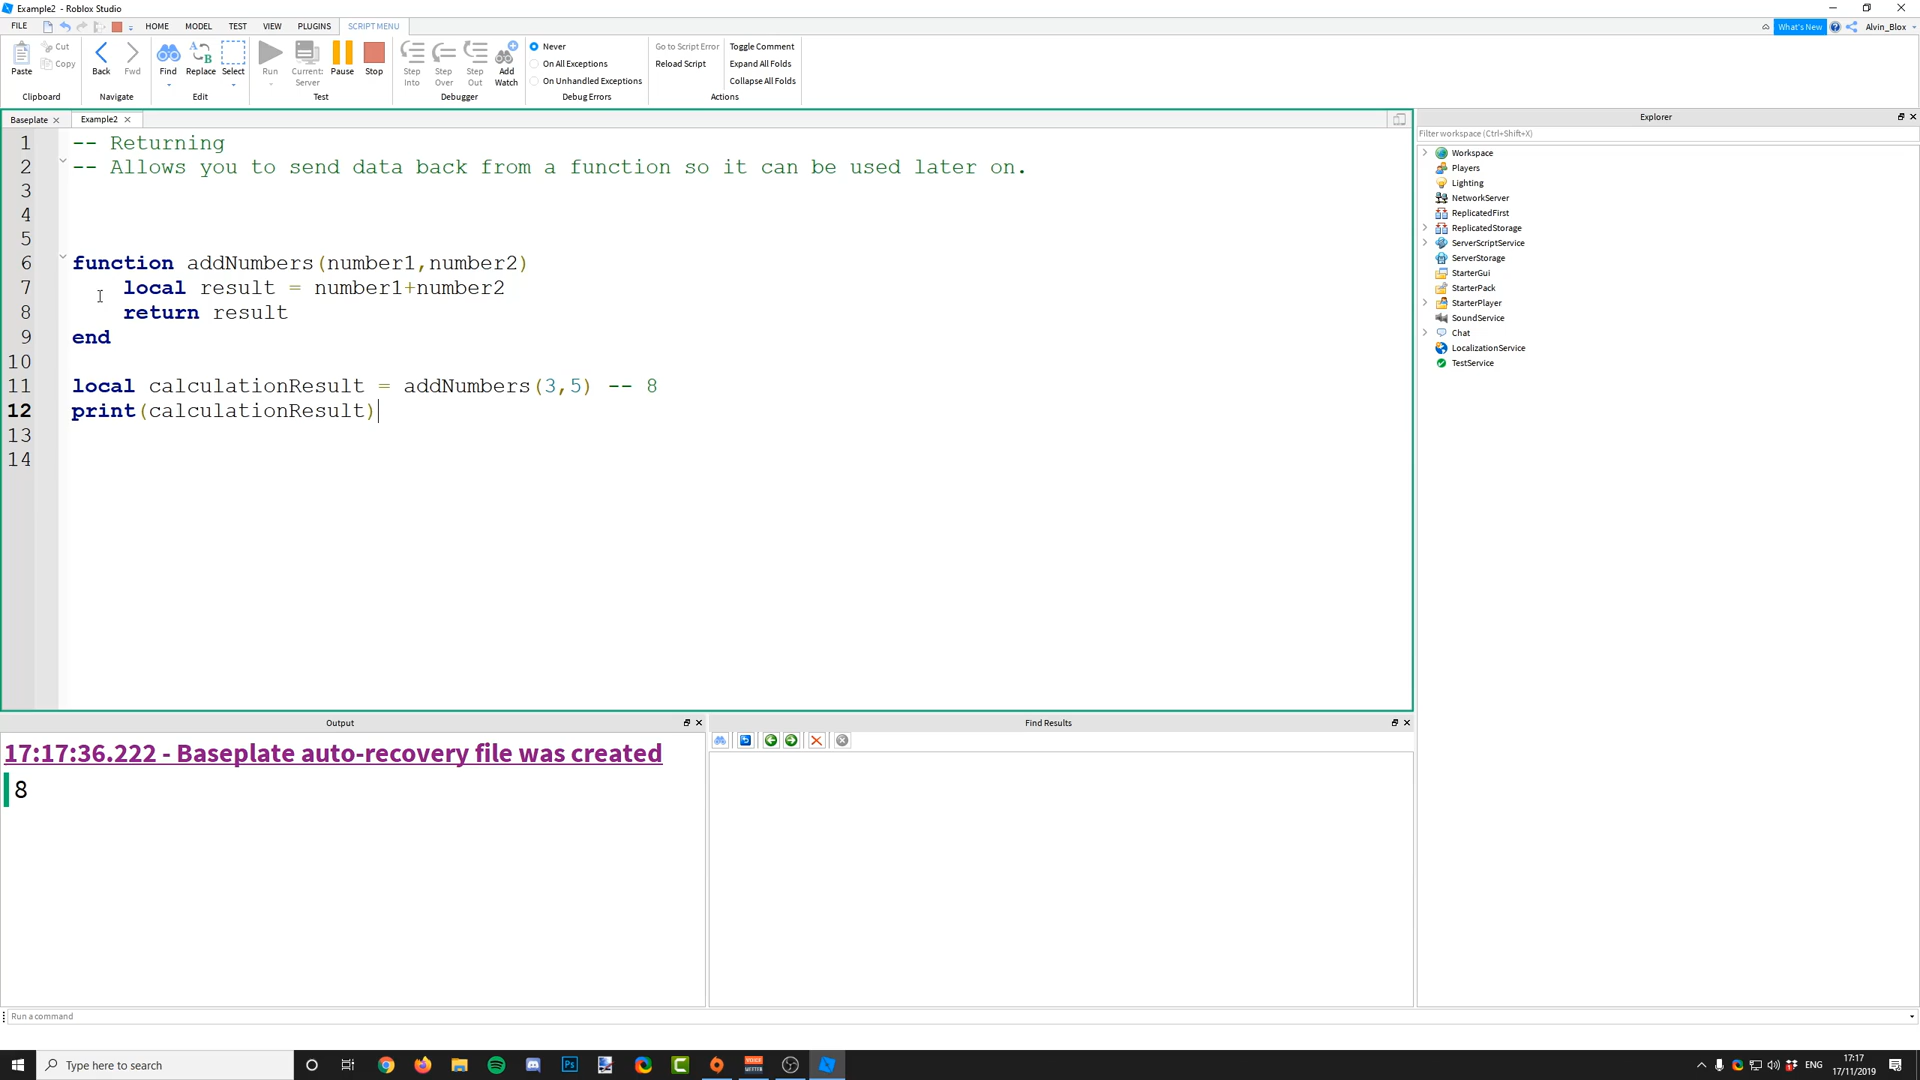 Example2 - Roblox Studio
FILE HOME MODEL TEST VIEW PLUGINS SCRIPT MENU What's New Alvin_Blox
Paste Cut Copy Back Fwd Find Replace Select Run Current: Server Pause Stop Step Into Step Over Step Out Add Watch
Never
On All Exceptions
On Unhandled Exceptions
Go to Script Error
Reload Script
Toggle Comment
Expand All Folds
Collapse All Folds
Clipboard Navigate Edit Test Debugger Debug Errors Actions
Baseplate Example2
1 -- Returning
2 -- Allows you to send data back from a function so it can be used later on.
3
4
5
6 function addNumbers(number1,number2)
7 local result = number1+number2
8 return result
9 end
10
11 local calculationResult = addNumbers(3,5) -- 8
12 print(calculationResult)
13
14
Explorer
Filter workspace (Ctrl+Shift+X)
Workspace
Players
Lighting
NetworkServer
ReplicatedFirst
ReplicatedStorage
ServerScriptService
ServerStorage
StarterGui
StarterPack
StarterPlayer
SoundService
Chat
LocalizationService
TestService
Output
17:17:36.222 - Baseplate auto-recovery file was created
8
Find Results
Run a command
Type here to search
Ps
ENG
17:17
17/11/2019